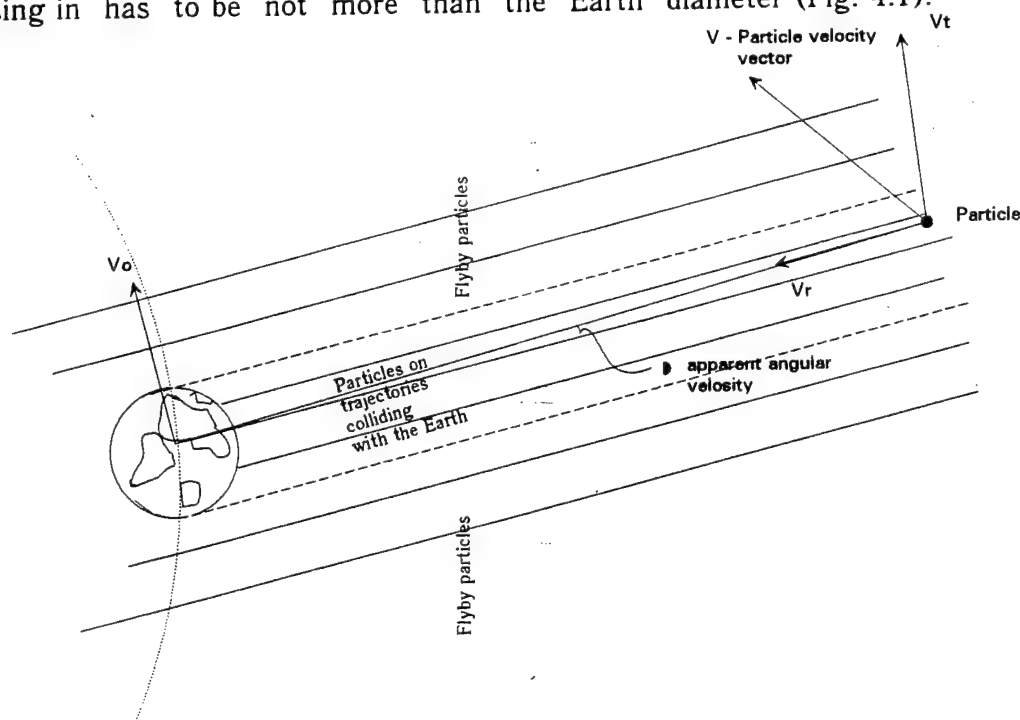 sing in has to be not more than the Earth diameter (Fig. 4.1).
Vt
V - Particle velocity
vector
Flyby particles
Particle
Vo
Vr
Particles on
trajectories
colliding
with the Earth
apparent angular
velosity
Flyby particles